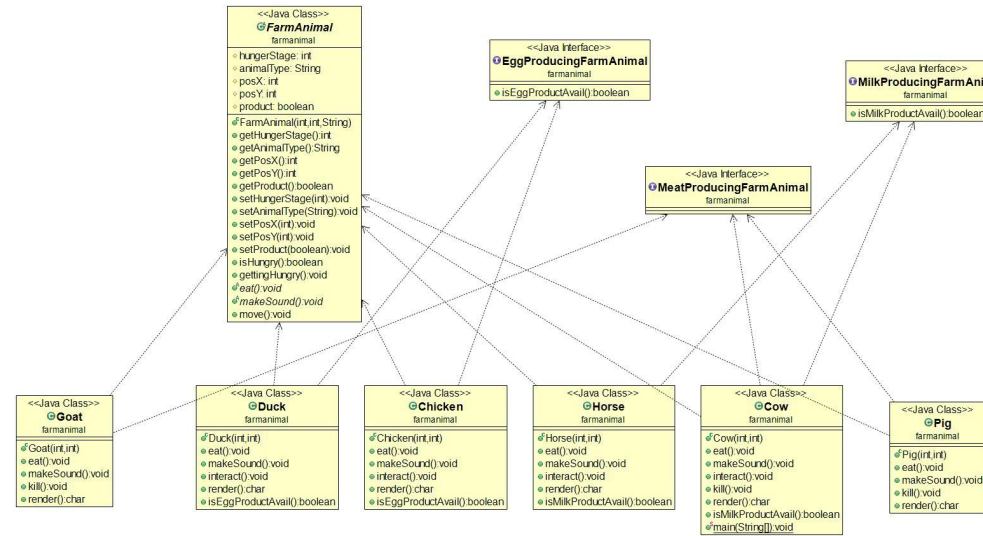 <<Java Class>>
FarmAnimal
farmanimal
hungerStage: int
animalType: String
posX: int
posY: int
product: boolean
FarmAnimal(int,int,String)
getHungerStage():int
getAnimalType():String
getPosX():int
getPosY():int
getProduct():boolean
setHungerStage(int):void
setAnimalType(String):void
setPosX(int):void
setPosY(int):void
setProduct(boolean):void
isHungry():boolean
gettingHungry():void
eat():void
makeSound():void
move():void
<<Java Interface>>
EggProducingFarmAnimal
farmanimal
isEggProductAvail():boolean
<<Java Interface>>
MilkProducingFarmAni
farmanimal
isMilkProductAvail():boolean
<<Java Interface>>
MeatProducingFarmAnimal
farmanimal
<<Java Class>>
Goat
farmanimal
Goat(int,int)
eat():void
makeSound():void
kill():void
render():char
<<Java Class>>
Duck
farmanimal
Duck(int,int)
eat():void
makeSound():void
interact():void
render():char
isEggProductAvail():boolean
<<Java Class>>
Chicken
farmanimal
Chicken(int,int)
eat():void
makeSound():void
interact():void
render():char
isEggProductAvail():boolean
<<Java Class>>
Horse
farmanimal
Horse(int,int)
eat():void
makeSound():void
interact():void
render():char
isMilkProductAvail():boolean
<<Java Class>>
Cow
farmanimal
Cow(int,int)
eat():void
makeSound():void
interact():void
kill():void
render():char
isMilkProductAvail():boolean
main(String[]):void
<<Java Class>>
Pig
farmanimal
Pig(int,int)
eat():void
makeSound():void
kill():void
render():char